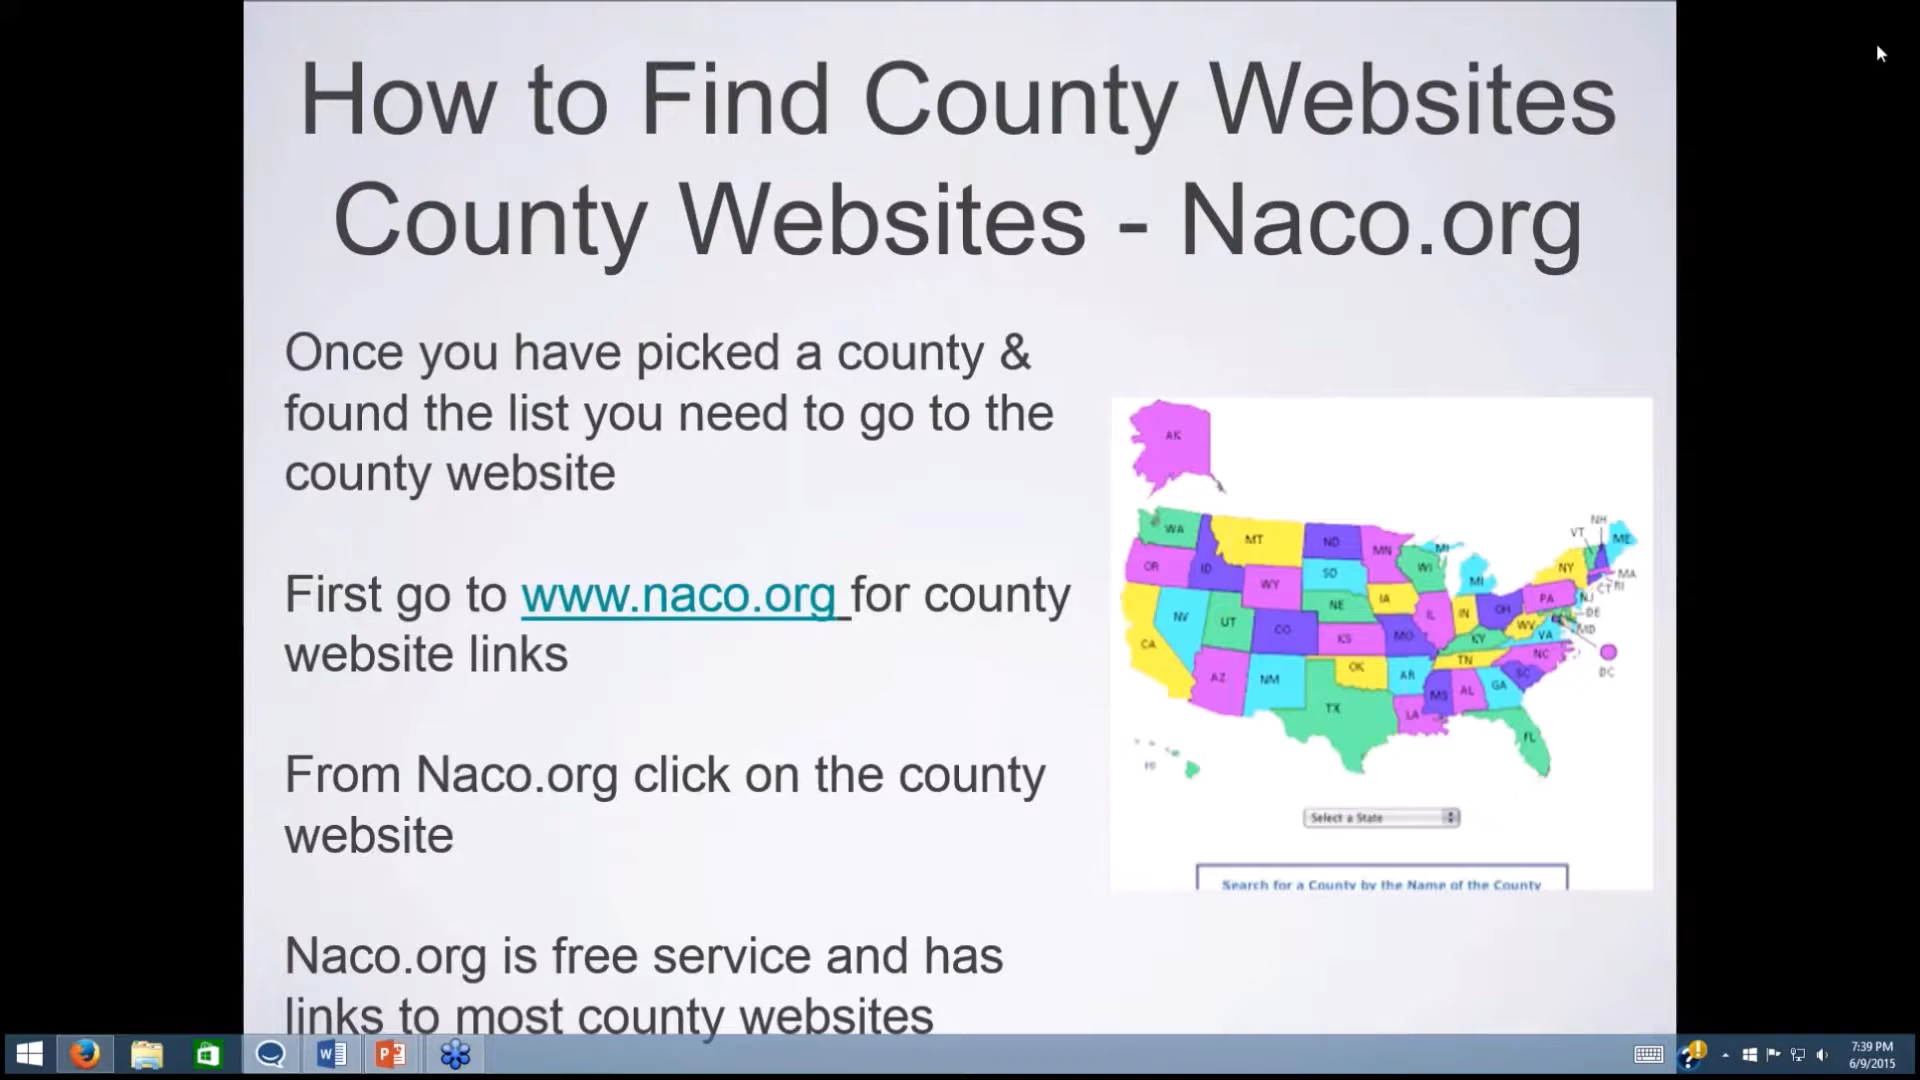 How to Find County Websites
County Websites - Naco.org
Once you have picked a county &
found the list you need to go to the
county website
First go to www.naco.org for county
website links
From Naco.org click on the county
website
Naco.org is free service and has
links to most county websites
AK
WA
MT
ND
MN
OR
ID
WY
SD
WI
MI
MI
NY
VT
NH
ME
MA
RI
CT
NJ
DE
MD
DC
PA
NV
UT
CO
NE
IA
IL
IN
OH
WV
VA
CA
KS
MO
KY
NC
TN
SC
AZ
NM
OK
AR
MS
AL
GA
TX
LA
FL
HI
Select a State
Search for a County by the Name of the County
7:39 PM
6/9/2015